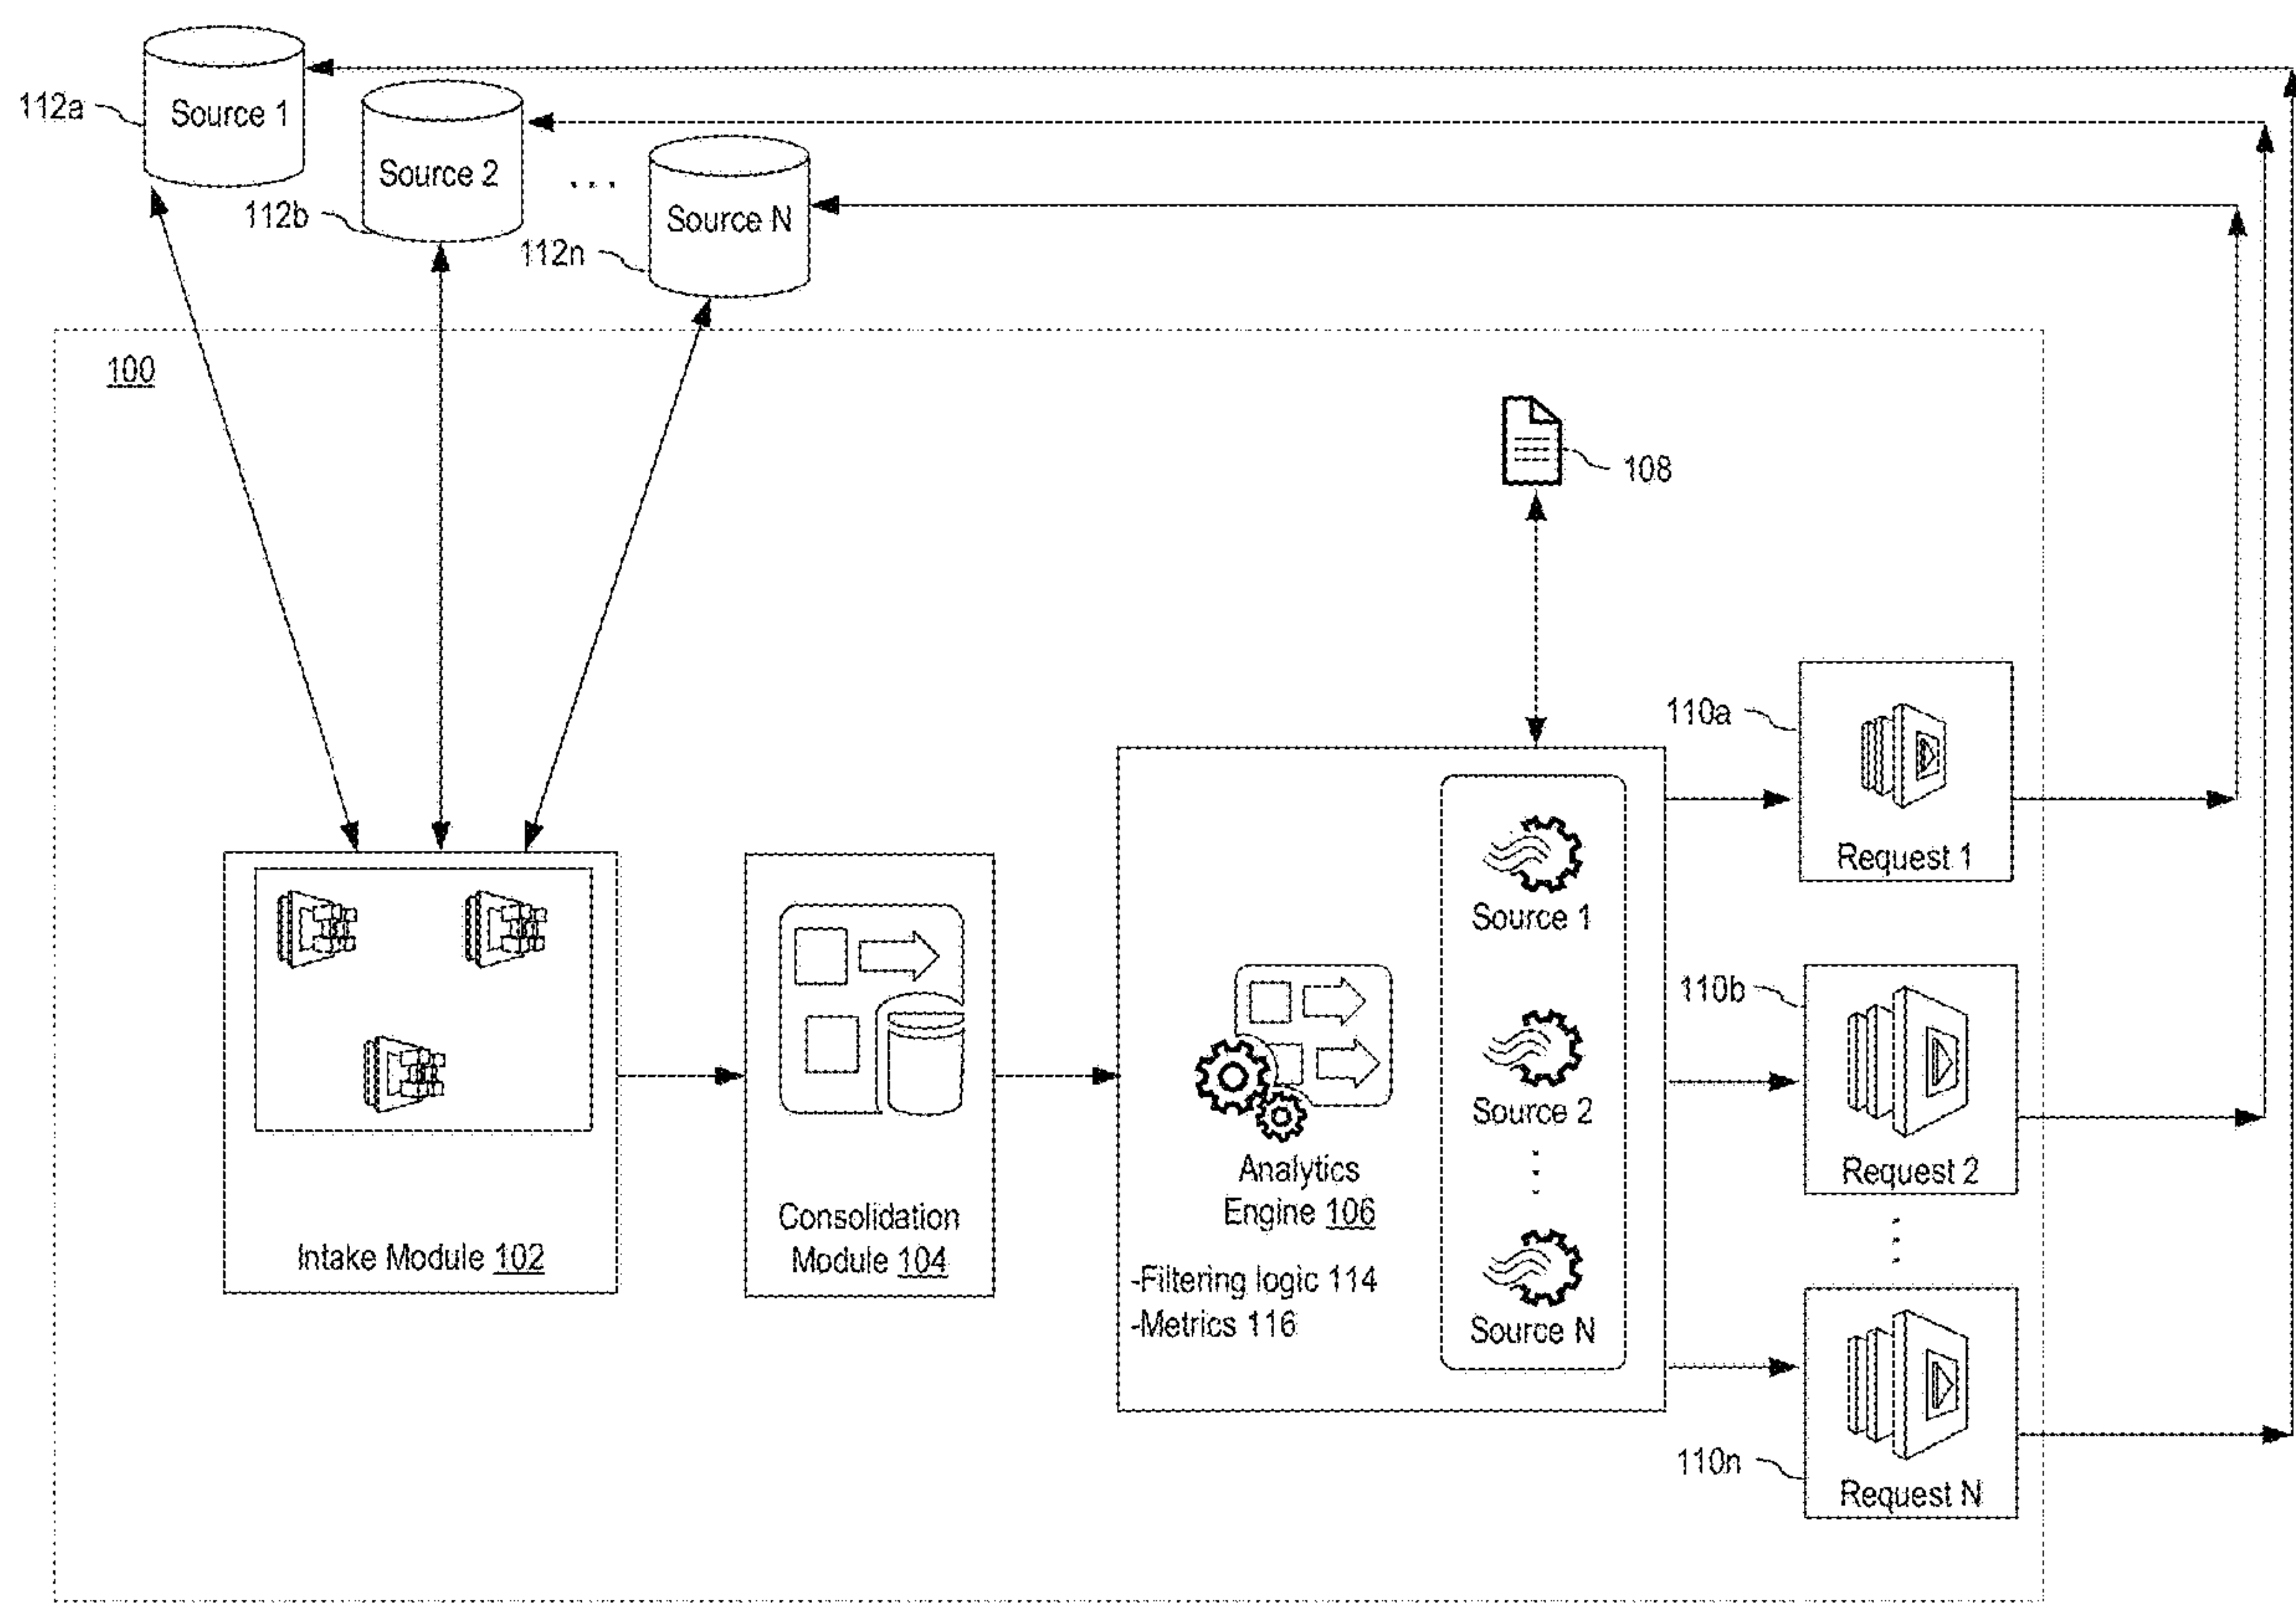 112a
Source 1
112b
Source 2
...
112n
Source N
100
108
110a
Request 1
Source 1
110b
Request 2
Source 2
Analytics
Engine 106
-Filtering logic 114
-Metrics 116
Source N
Consolidation
Module 104
Intake Module 102
110n
Request N